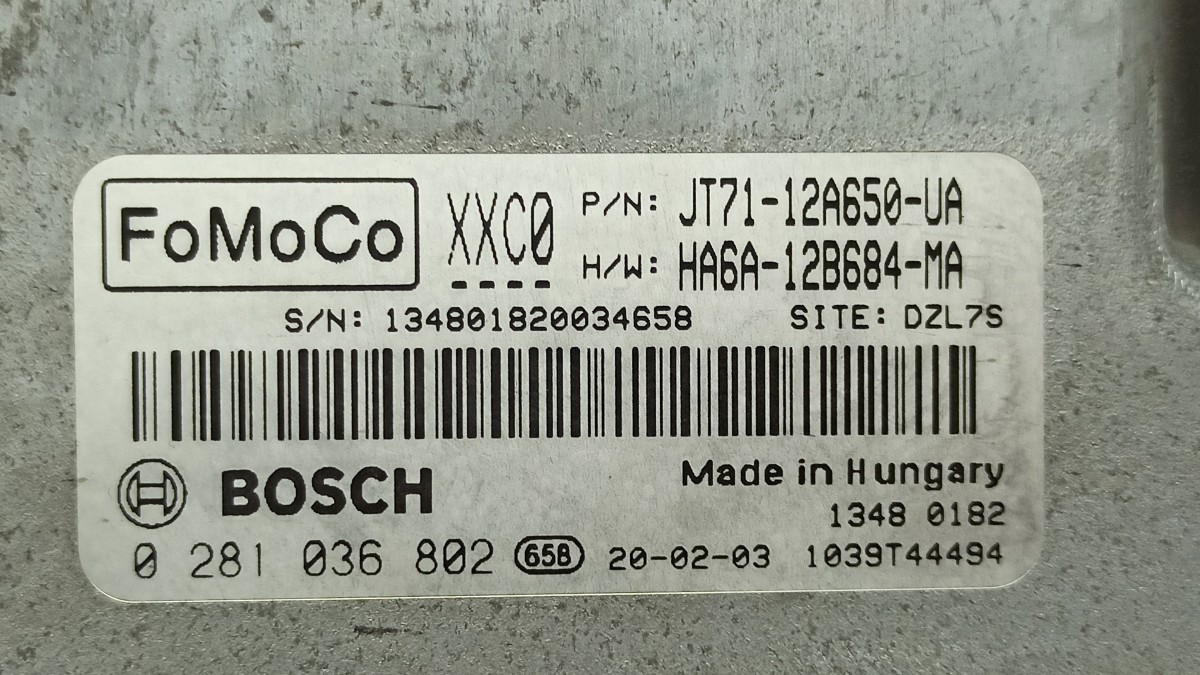 FoMoCo XXC0 P/N: JT71-12A650-UA
H/W: HA6A-12B684-MA
S/N: 134801820034658 SITE: DZL7S
BOSCH Made in Hungary
1348 0182
0 281 036 802 65B 20-02-03 1039T44494